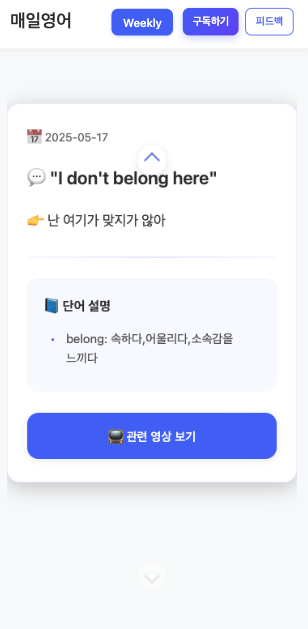 매일영어
Weekly
구독하기
피드백
📅 2025-05-17
💬 "I don't belong here"
👉 난 여기가 맞지가 않아
📘 단어 설명
• belong: 속하다,어울리다,소속감을
느끼다
📺 관련 영상 보기